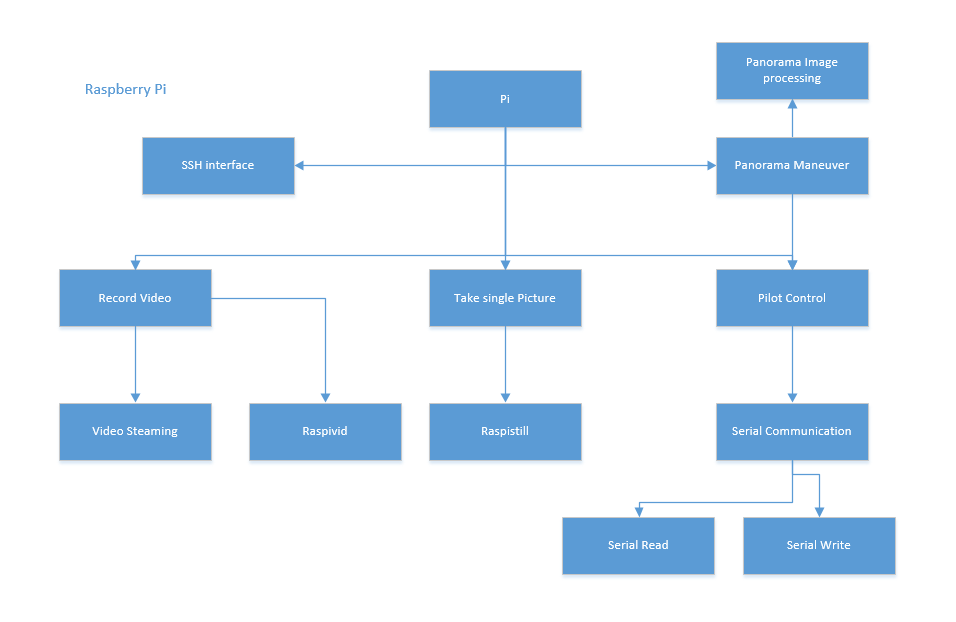 Panorama Image
processing
Raspberry Pi
Pi
SSH interface
Panorama Maneuver
Record Video
Take single Picture
Pilot Control
Video Steaming
Raspivid
Raspistill
Serial Communication
Serial Read
Serial Write